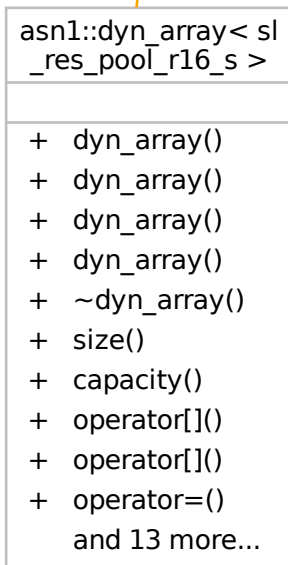 asn1::dyn_array< sl
_res_pool_r16_s >
+ dyn_array()
+ dyn_array()
+ dyn_array()
+ dyn_array()
+ ~dyn_array()
+ size()
+ capacity()
+ operator[]()
+ operator[]()
+ operator=()
and 13 more...